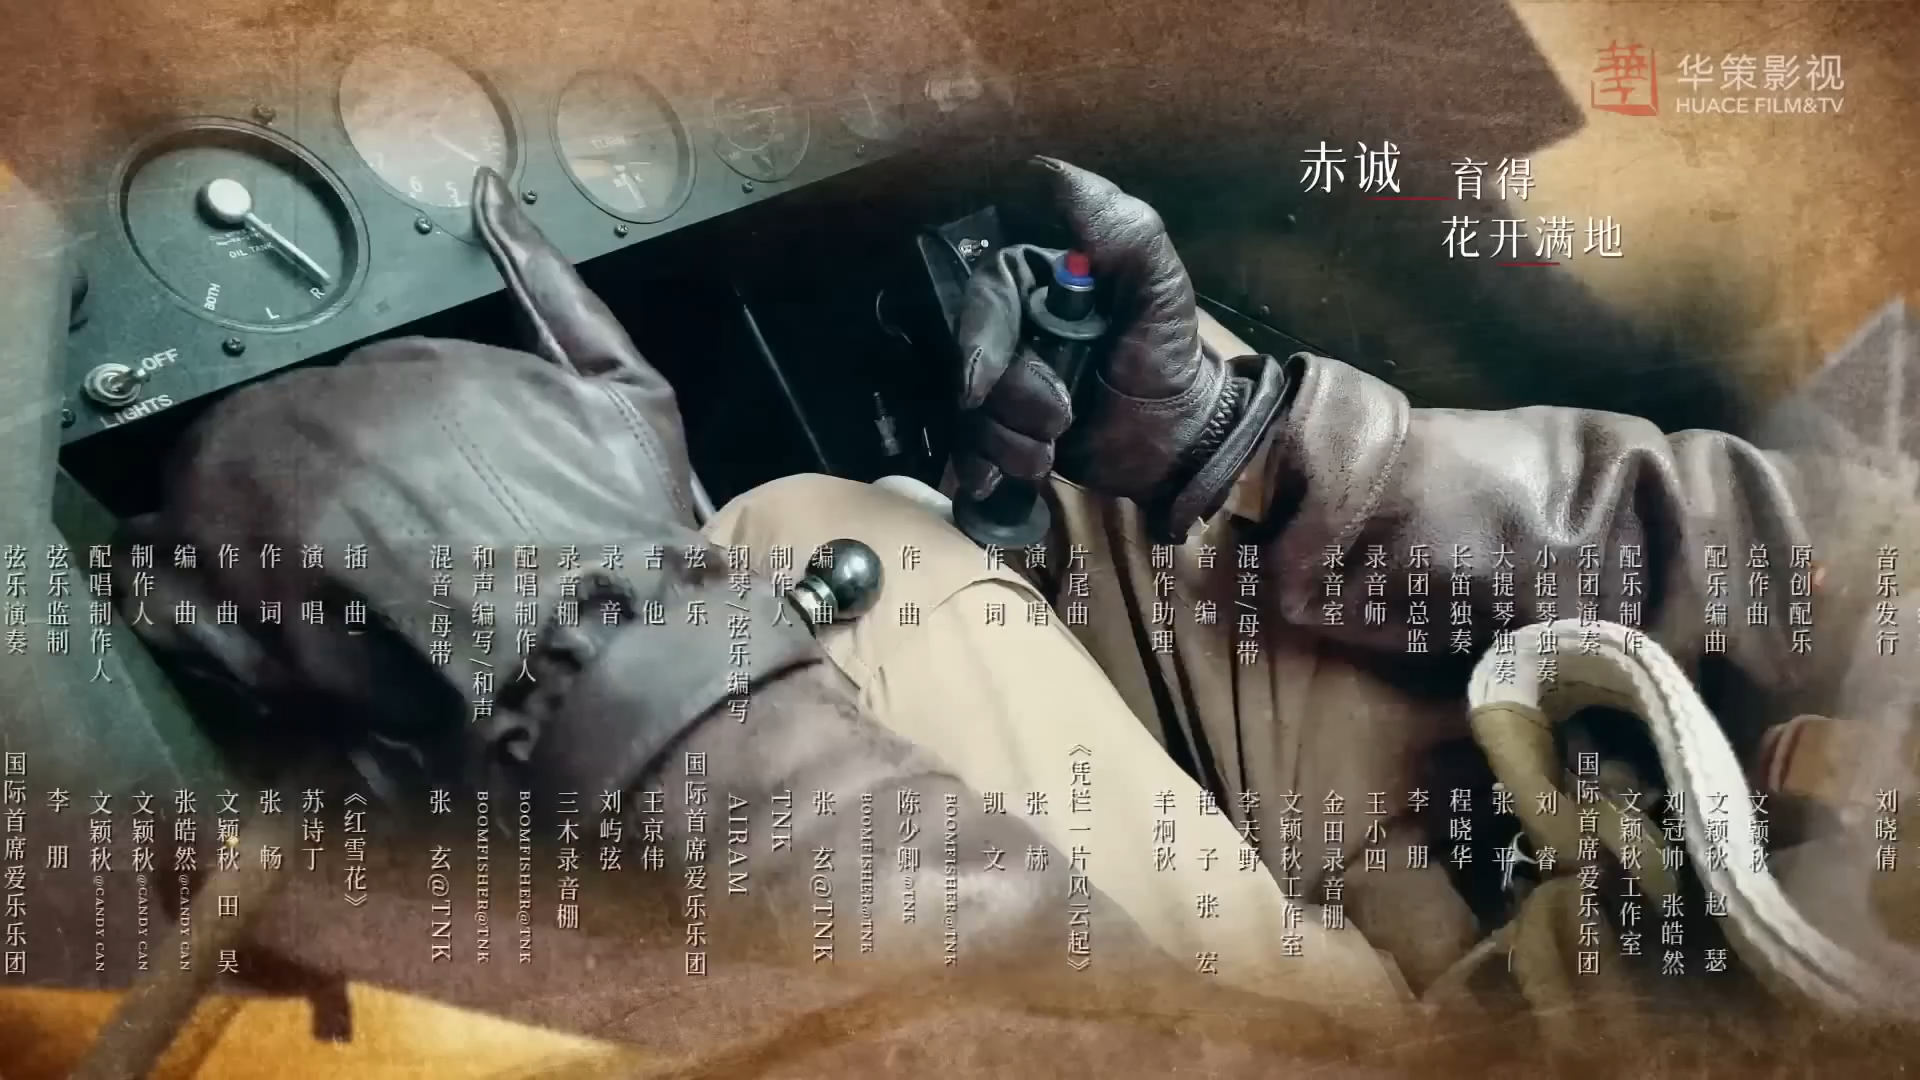 华策影视
HUACE FILM&TV
赤诚 育得
花开满地
OIL TANK
BOTH
L
R
OFF
LIGHTS
6
5
音乐发行 刘晓倩
原创配乐
总作曲 文颖秋
配乐编曲 文颖秋 赵瑟
刘冠帅 张皓然
配乐制作 文颖秋工作室
乐团演奏 国际首席爱乐乐团
小提琴独奏 刘睿
大提琴独奏 张平
长笛独奏 程晓华
乐团总监 李朋
录音师 王小四
录音室 金田录音棚
文颖秋工作室
混音/母带 李天野
音编 艳子 张宏
制作助理 羊炯秋
片尾曲 《凭栏一片风云起》
演唱 张赫
作词 凯文
BOOMFISHER@TNK
作曲 陈少卿@TNK
BOOMFISHER@TNK
编曲 张玄@TNK
制作人 TNK
钢琴/弦乐编写 AIRAM
弦乐 国际首席爱乐乐团
吉他 王京伟
录音 刘屿弦
录音棚 三木录音棚
配唱制作人 BOOMFISHER@TNK
和声编写/和声 BOOMFISHER@TNK
混音/母带 张玄@TNK
插曲 《红雪花》
演唱 苏诗丁
作词 张畅
作曲 文颖秋 田昊
编曲 张皓然@CANDY CAN
制作人 文颖秋@CANDY CAN
配唱制作人 文颖秋@CANDY CAN
弦乐监制 李朋
弦乐演奏 国际首席爱乐乐团